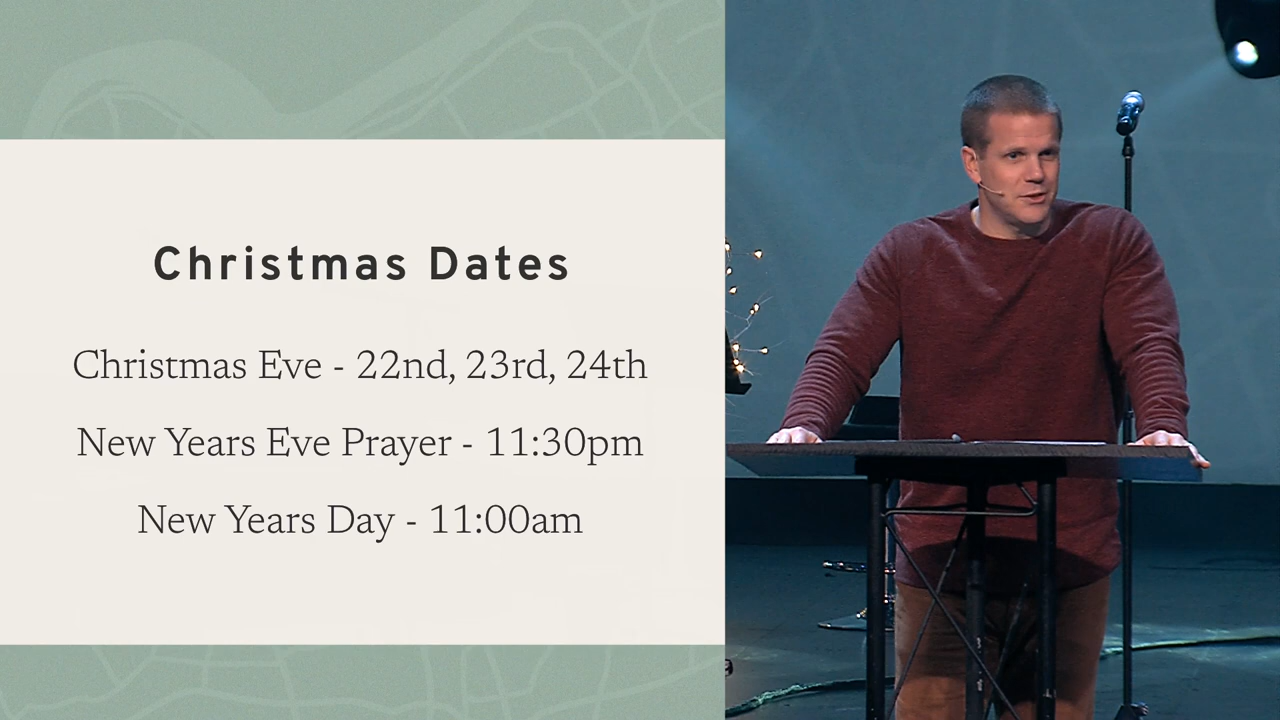 Christmas Dates
Christmas Eve - 22nd, 23rd, 24th
New Years Eve Prayer - 11:30pm
New Years Day - 11:00am